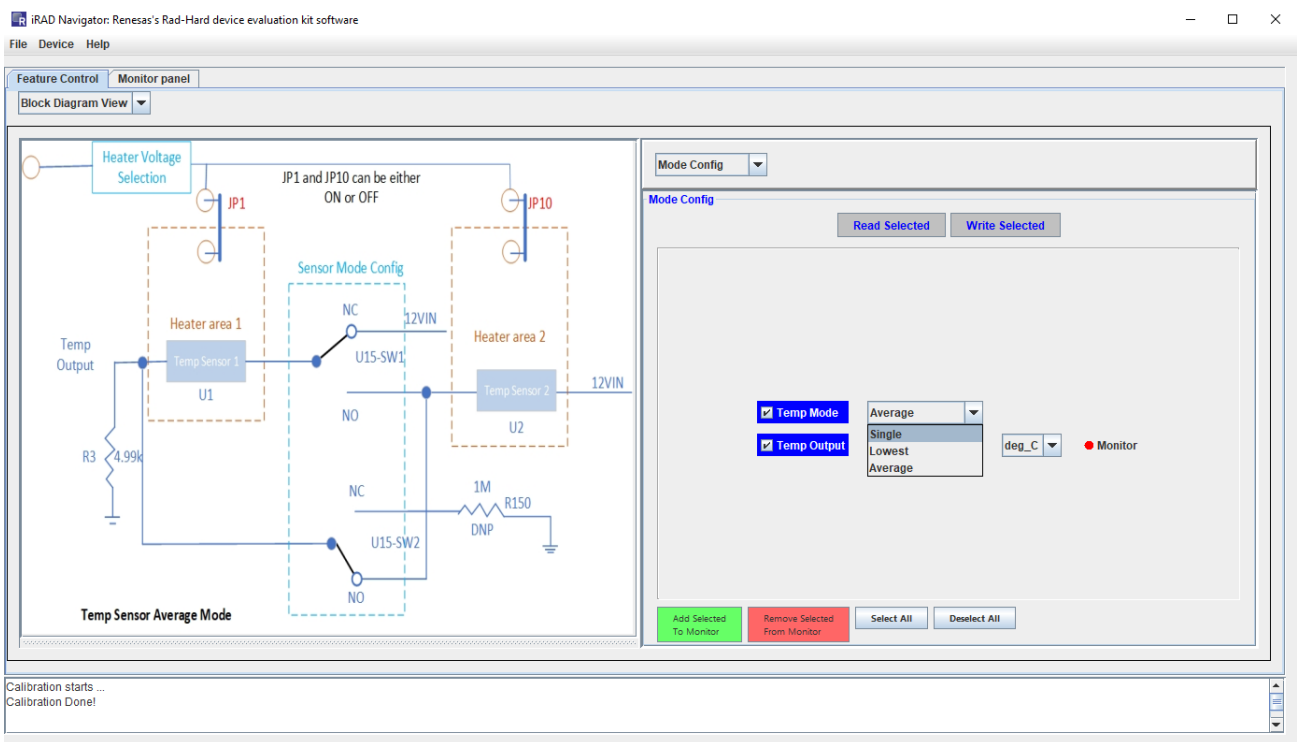 iRAD Navigator: Renesas's Rad-Hard device evaluation kit software
File Device Help
Feature Control Monitor panel
Block Diagram View
Heater Voltage
Selection
JP1 and JP10 can be either
ON or OFF
JP1
JP10
Sensor Mode Config
NC
12VIN
Heater area 1
Heater area 2
Temp
Output
Temp Sensor 1
U15-SW1
U1
Temp Sensor 2
12VIN
NO
U2
R3 4.99k
NC
1M
R150
DNP
U15-SW2
NO
Temp Sensor Average Mode
Mode Config
Mode Config
Read Selected Write Selected
Temp Mode Average
Single
Lowest
Average
Temp Output deg_C Monitor
Add Selected
To Monitor
Remove Selected
From Monitor
Select All
Deselect All
Calibration starts ...
Calibration Done!